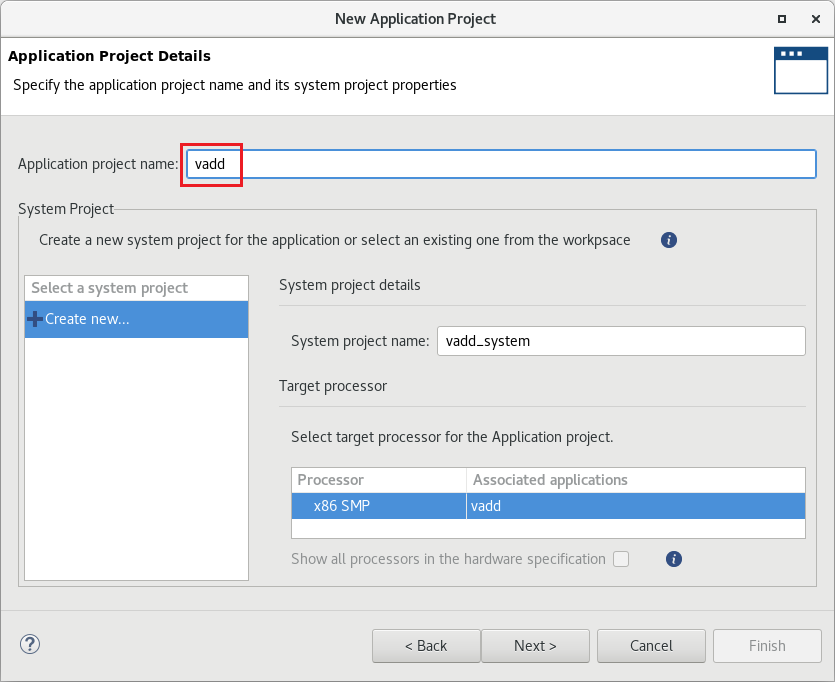 New Application Project
Application Project Details
Specify the application project name and its system project properties
Application project name: vadd
System Project
Create a new system project for the application or select an existing one from the workpsace
Select a system project
Create new...
System project details
System project name: vadd_system
Target processor
Select target processor for the Application project.
Processor Associated applications
x86 SMP vadd
Show all processors in the hardware specification
< Back Next > Cancel Finish